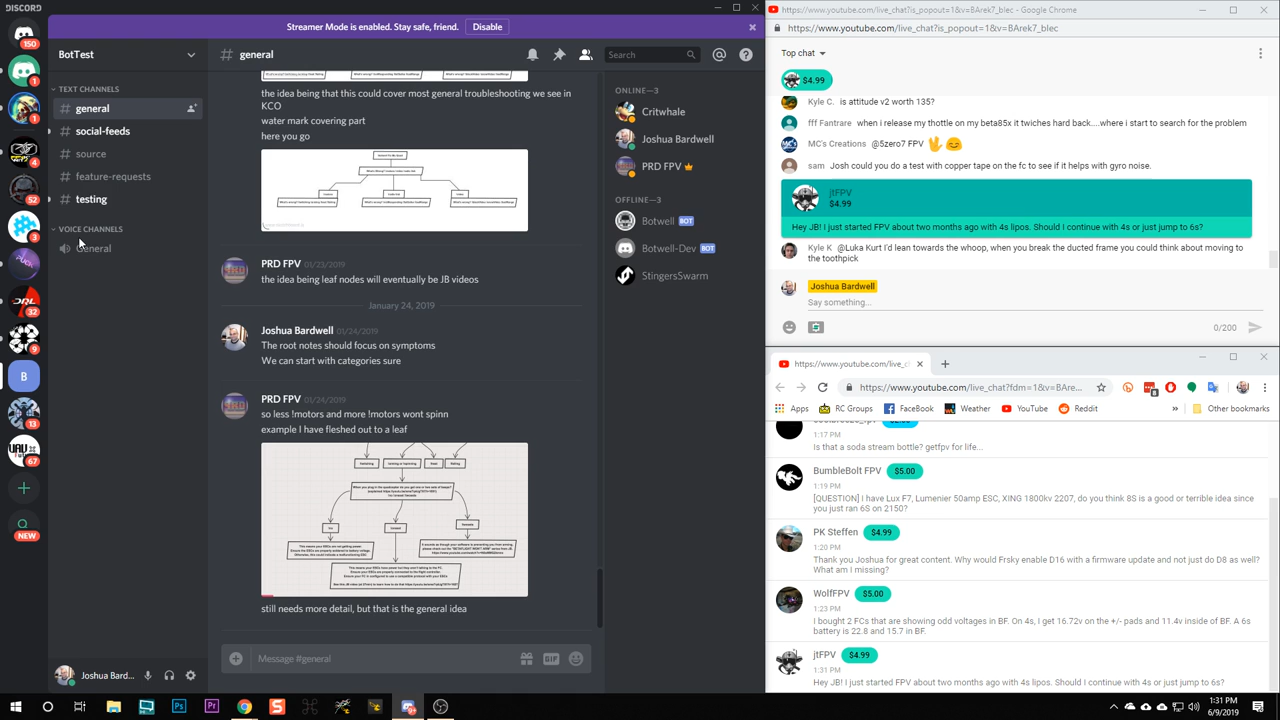 DISCORD
Streamer Mode is enabled. Stay safe, friend. Disable
BotTest
TEXT CHANNELS
# general
# social-feeds
# source
# feature-requests
# testing
VOICE CHANNELS
General
150
1
1
4
52
3
32
9
B
13
67
NEW
Joshua Bard...
# general
Search
the idea being that this could cover most general troubleshooting we see in
KCO
water mark covering part
here you go
PRD FPV 01/23/2019
the idea being leaf nodes will eventually be JB videos
January 24, 2019
Joshua Bardwell 01/24/2019
The root notes should focus on symptoms
We can start with categories sure
PRD FPV 01/24/2019
so less !motors and more !motors wont spinn
example I have fleshed out to a leaf
still needs more detail, but that is the general idea
Message #general
GIF
ONLINE—3
Critwhale
Joshua Bardwell
PRD FPV
OFFLINE—3
Botwell BOT
Botwell-Dev BOT
StingersSwarm
https://www.youtube.com/live_chat?is_popout=1&v=BArek7_blec - Google Chrome
https://www.youtube.com/live_chat?is_popout=1&v=BArek7_blec
Top chat
$4.99
Kyle C. is attitude v2 worth 135?
fff Fantrare when i release my thottle on my beta85x it twiches hard back....where i start to search for the problem
MC's Creations @5zero7 FPV 🖖 😊
sam Josh could you do a test with copper tape on the fc to see if it helps with gyro noise.
jtFPV
$4.99
Hey JB! I just started FPV about two months ago with 4s lipos. Should I continue with 4s or just jump to 6s?
Kyle K @Luka Kurt I'd lean towards the whoop, when you break the ducted frame you could think about moving to
the toothpick
Joshua Bardwell
Say something...
0/200
https://www.youtube.com/live_c
https://www.youtube.com/live_chat?fdm=1&v=BAre...
Apps RC Groups FaceBook Weather YouTube Reddit » Other bookmarks
1:17 PM
Is that a soda stream bottle? getfpv for life...
BumbleBolt FPV $5.00
1:19 PM
[QUESTION] I have Lux F7, Lumenier 50amp ESC, XING 1800kv 2207, do you think 8S is a good or terrible idea since
you just ran 6S on 2150?
PK Steffen $4.99
1:20 PM
Thank you Joshua for great content. Why would Frsky enable D16 with a firmware update and not just do D8 as well?
What am I missing?
WolfFPV $5.00
1:23 PM
I bought 2 FCs that are showing odd voltages in BF. On 4s, I get 16.72v on the +/- pads and 11.4v inside of BF. A 6s
battery is 22.8 and 15.7 in BF.
jtFPV $4.99
1:31 PM
Hey JB! I just started FPV about two months ago with 4s lipos. Should I continue with 4s or just jump to 6s?
1:31 PM
6/9/2019